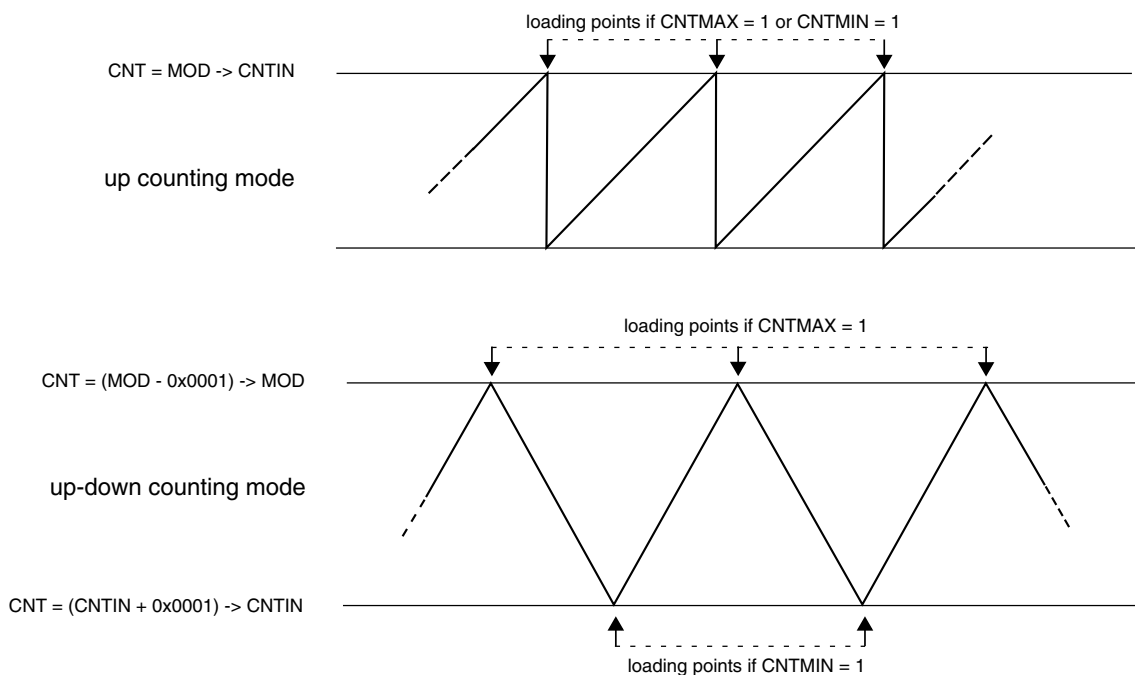 loading points if CNTMAX = 1 or CNTMIN = 1
CNT = MOD -> CNTIN
up counting mode
loading points if CNTMAX = 1
CNT = (MOD - 0x0001) -> MOD
up-down counting mode
CNT = (CNTIN + 0x0001) -> CNTIN
loading points if CNTMIN = 1